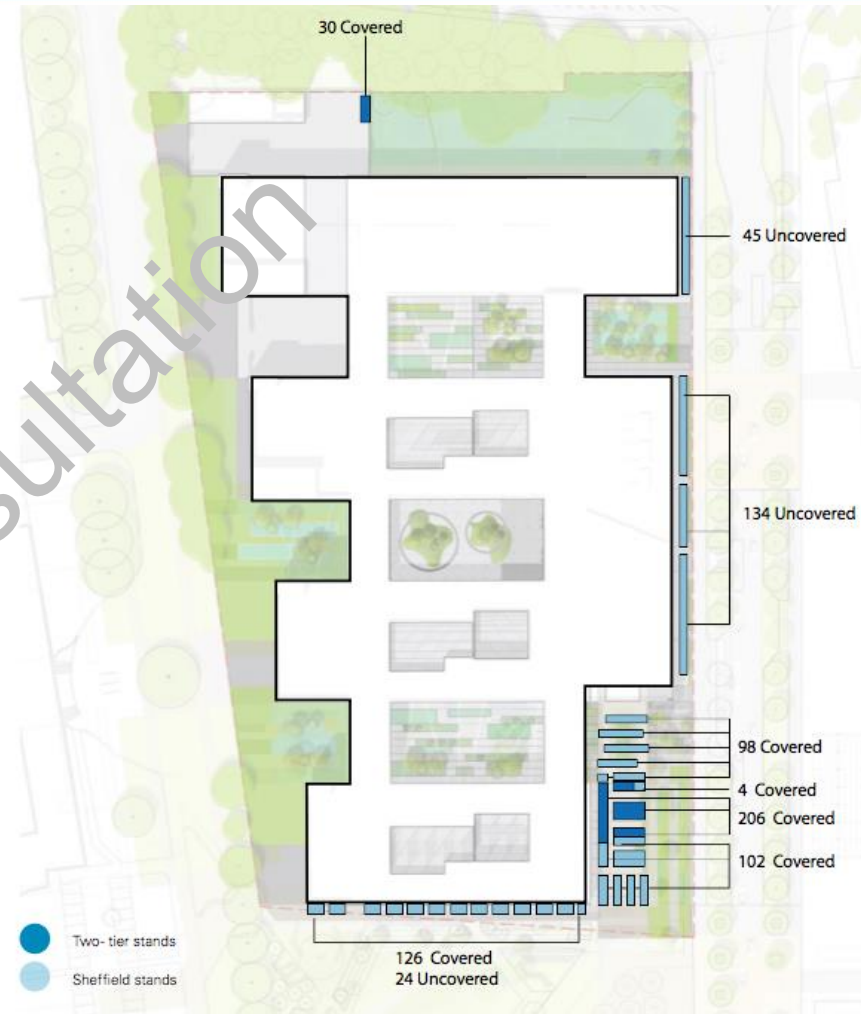 30 Covered
45 Uncovered
134 Uncovered
98 Covered
4 Covered
206 Covered
102 Covered
126 Covered
24 Uncovered
Two- tier stands
Sheffield stands
sultation